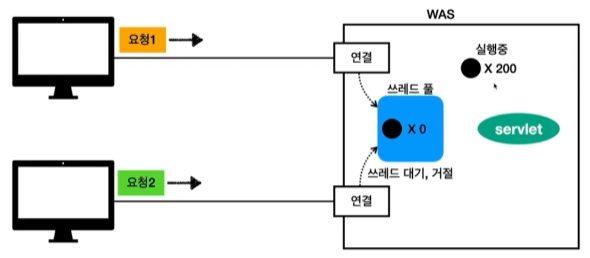 WAS
요청1
연결
실행중
X 200
쓰레드 풀
X 0
servlet
쓰레드 대기, 거절
요청2
연결